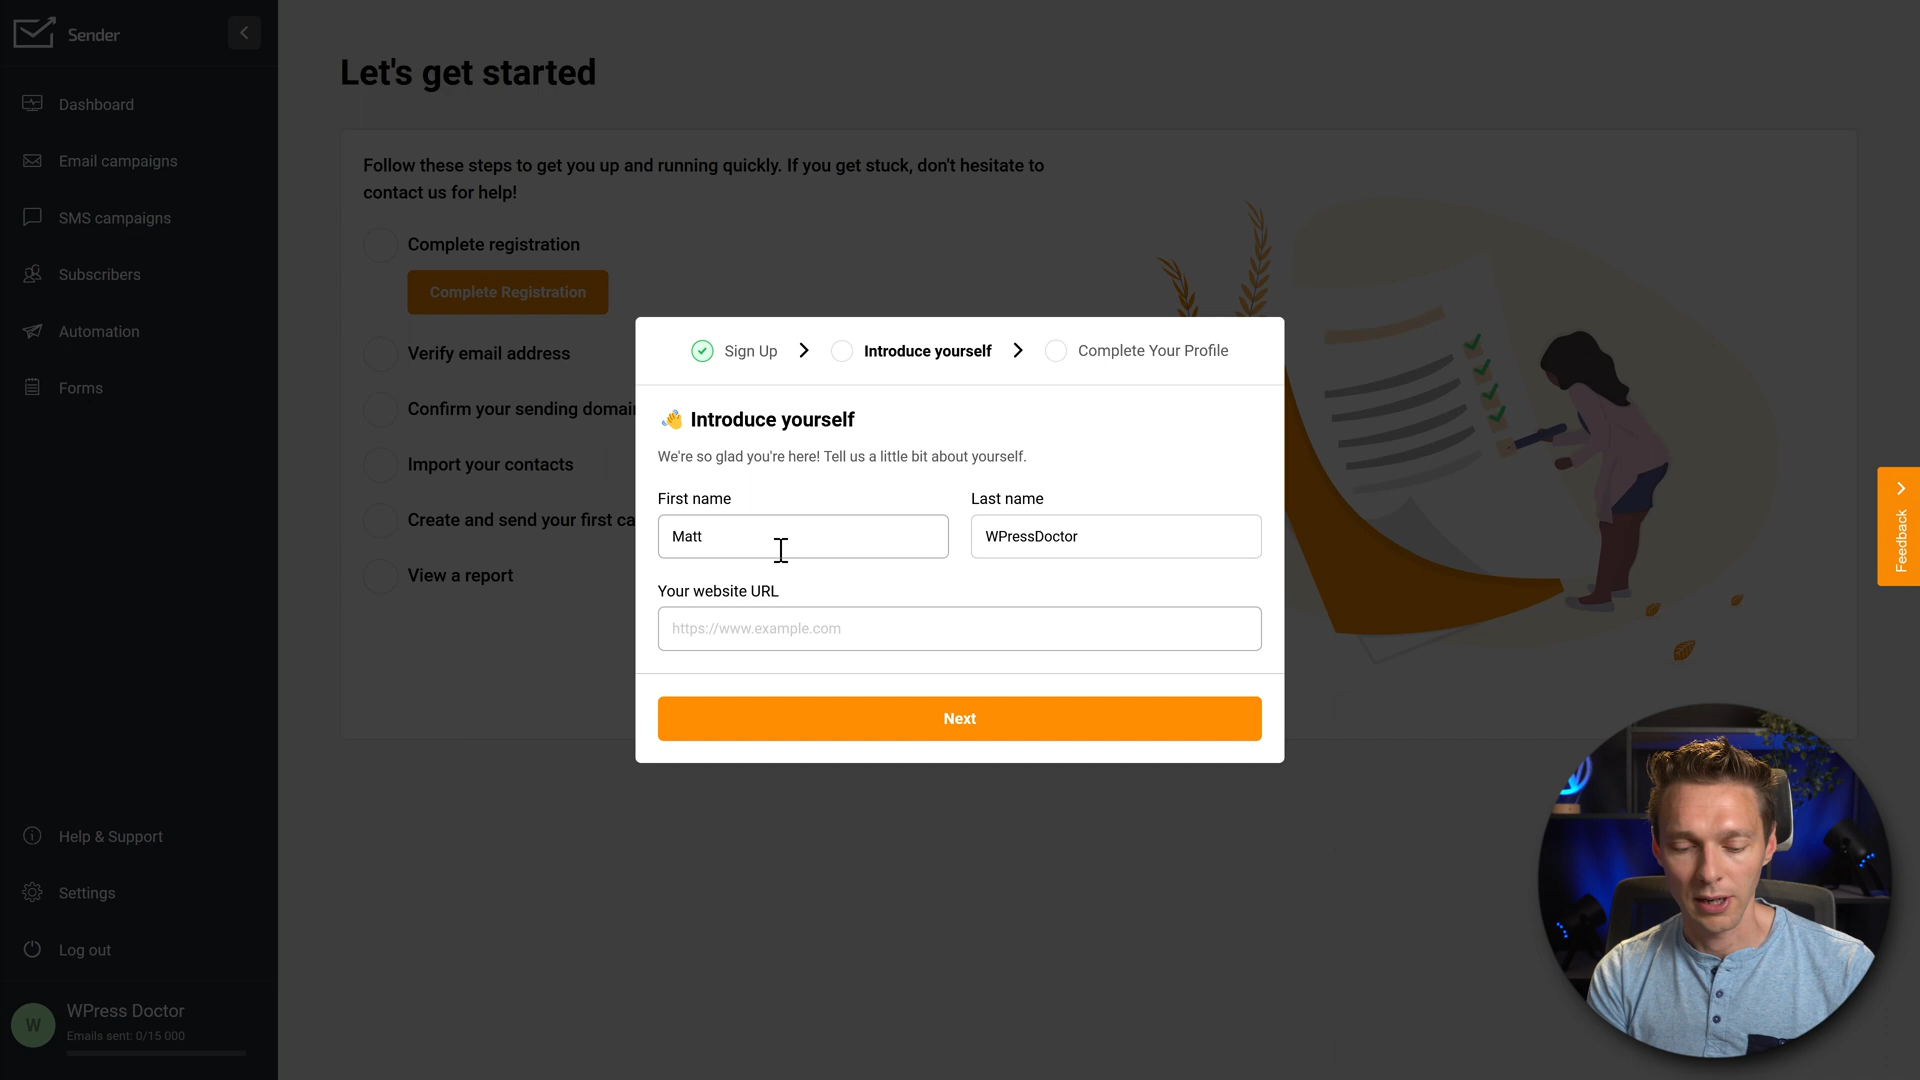 Sender
Dashboard
Email campaigns
SMS campaigns
Subscribers
Automation
Forms
Help & Support
Settings
Log out
W
WPress Doctor
Emails sent: 0/15 000
Let's get started
Follow these steps to get you up and running quickly. If you get stuck, don't hesitate to
contact us for help!
Complete registration
Complete Registration
Verify email address
Confirm your sending domai
Import your contacts
Create and send your first ca
View a report
Sign Up
Introduce yourself
Complete Your Profile
Introduce yourself
We're so glad you're here! Tell us a little bit about yourself.
First name
Last name
Matt
WPressDoctor
Your website URL
https://www.example.com
Next
Feedback